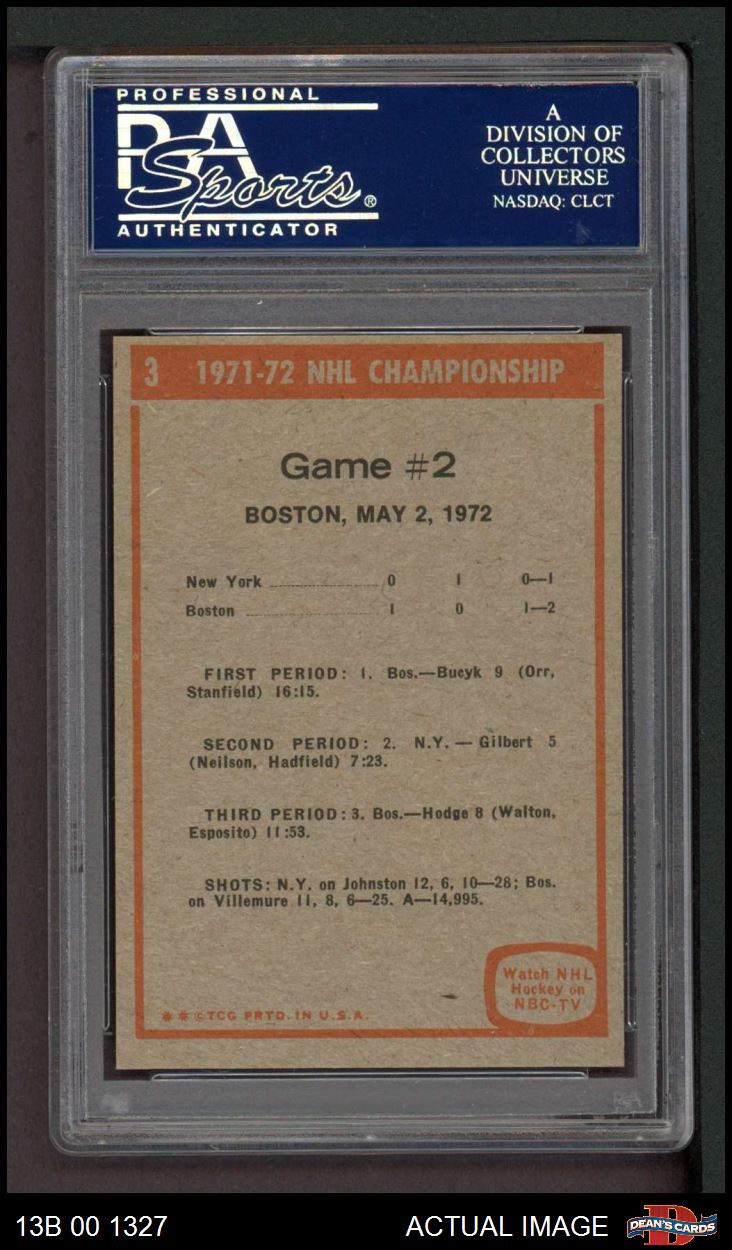 PROFESSIONAL
PSA
Sports®
AUTHENTICATOR
A
DIVISION OF
COLLECTORS
UNIVERSE
NASDAQ: CLCT
3 1971-72 NHL CHAMPIONSHIP
Game #2
BOSTON, MAY 2, 1972
New York ........................ 0 1 0—1
Boston ........................ 1 0 1—2
FIRST PERIOD: 1. Bos.—Bucyk 9 (Orr,
Stanfield) 16:15.
SECOND PERIOD: 2. N.Y. — Gilbert 5
(Neilson, Hadfield) 7:23.
THIRD PERIOD: 3. Bos.—Hodge 8 (Walton,
Esposito) 11:53.
SHOTS: N.Y. on Johnston 12, 6, 10—28; Bos.
on Villemure 11, 8, 6—25. A—14,995.
Watch NHL
Hockey on
NBC-TV
✱ ✱ © TCG PRTD. IN U.S.A.
13B 00 1327 ACTUAL IMAGE DEAN'S CARDS